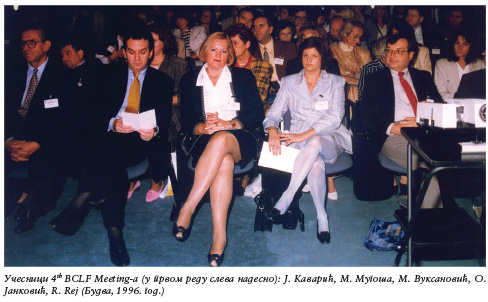 Учесници 4th BCLF Meeting-a (у првом реду слева надесно): Ј. Каварић, М. Мугоша, М. Вуксановић, О.
Јанковић, R. Rej (Будва, 1996. год.)